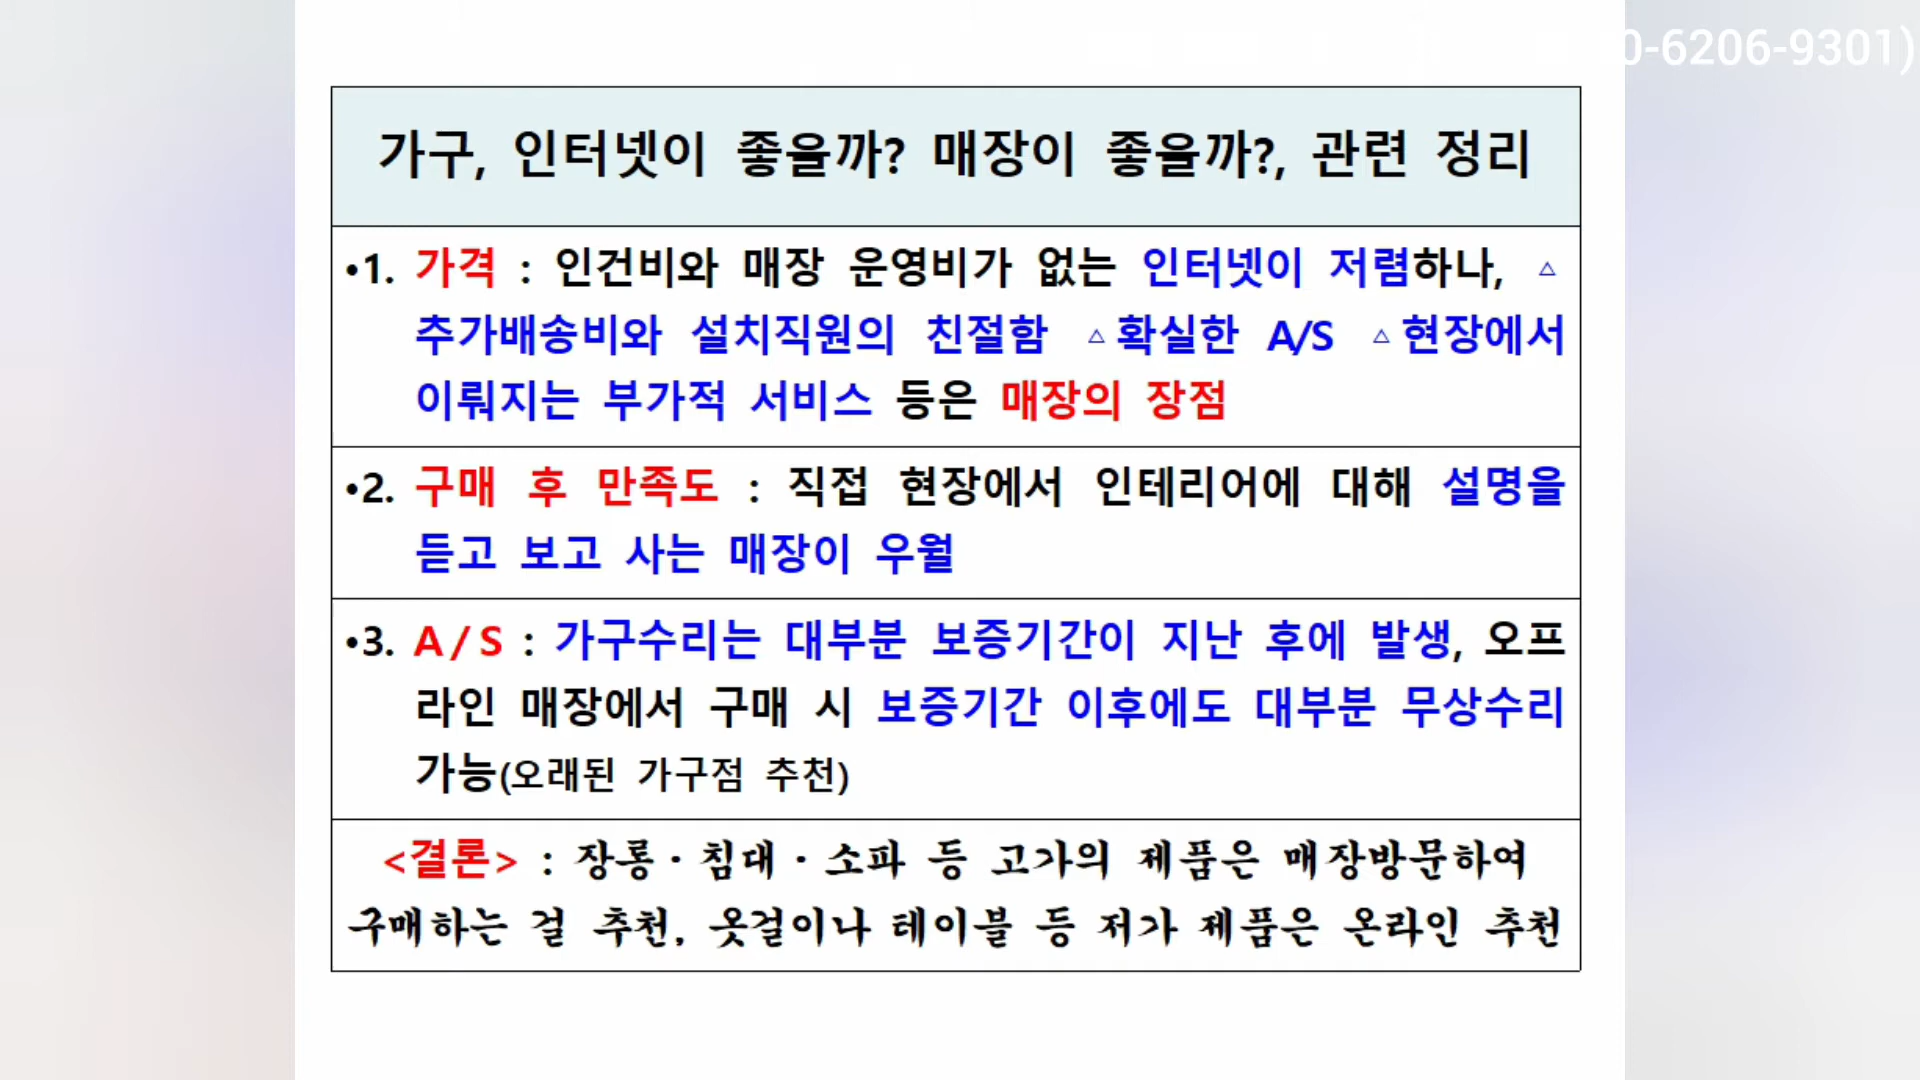 0-6206-9301)
가구, 인터넷이 좋을까? 매장이 좋을까?, 관련 정리
•1. 가격 : 인건비와 매장 운영비가 없는 인터넷이 저렴하나, △
추가배송비와 설치직원의 친절함 △확실한 A/S △현장에서
이뤄지는 부가적 서비스 등은 매장의 장점
•2. 구매 후 만족도 : 직접 현장에서 인테리어에 대해 설명을
듣고 보고 사는 매장이 우월
•3. A/S : 가구수리는 대부분 보증기간이 지난 후에 발생, 오프
라인 매장에서 구매 시 보증기간 이후에도 대부분 무상수리
가능(오래된 가구점 추천)
<결론> : 장롱·침대·소파 등 고가의 제품은 매장방문하여
구매하는 걸 추천, 옷걸이나 테이블 등 저가 제품은 온라인 추천